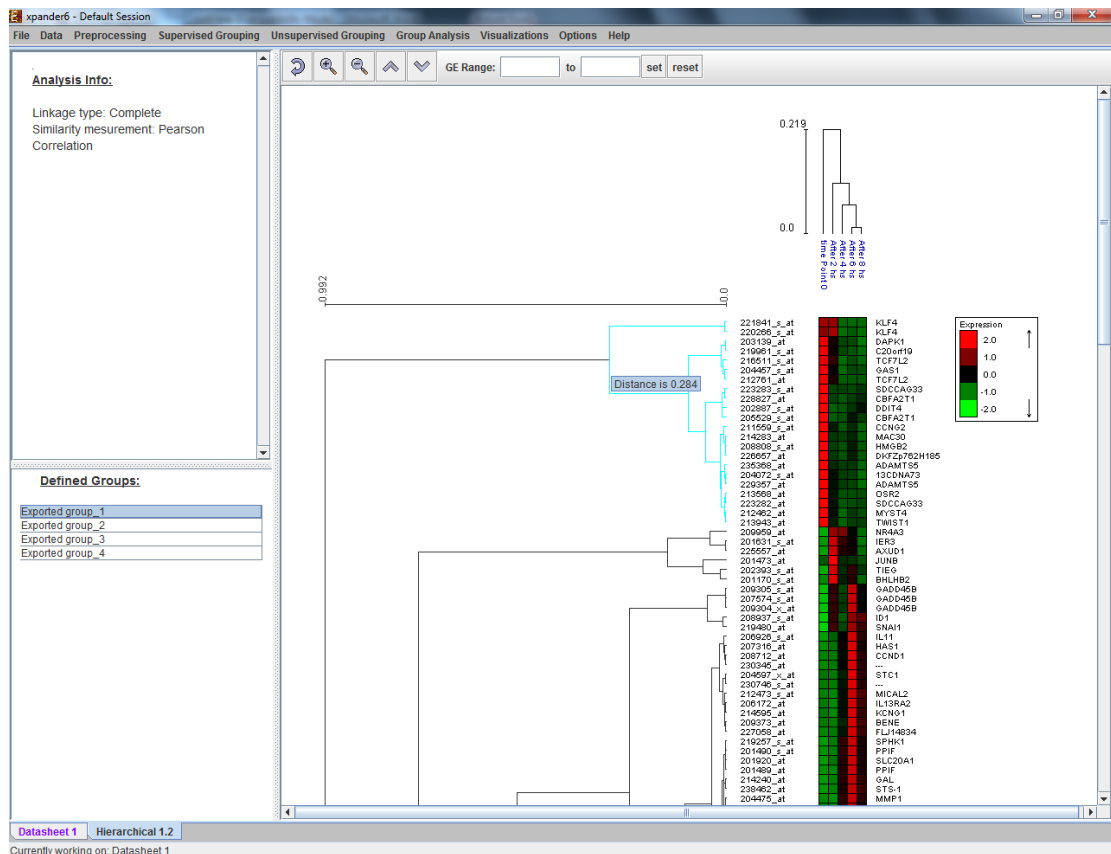 xpander6 - Default Session
File Data Preprocessing Supervised Grouping Unsupervised Grouping Group Analysis Visualizations Options Help
Analysis Info:
Linkage type: Complete
Similarity mesurement: Pearson
Correlation
Defined Groups:
Exported group_1
Exported group_2
Exported group_3
Exported group_4
GE Range: to set reset
0.219
0.0
time Point 0
After 2 hs
After 4 hs
After 6 hs
After 8 hs
0.992
0.0
Distance is 0.284
221841_s_at KLF4
220266_s_at KLF4
203139_at DAPK1
219961_s_at C20orf19
216511_s_at TCF7L2
204457_s_at GAS1
212761_at TCF7L2
223283_s_at SDCCAG33
228827_at CBFA2T1
202887_s_at DDIT4
205529_s_at CBFA2T1
211559_s_at CCNG2
214283_at MAC30
208808_s_at HMGB2
226657_at DKFZp762H185
235368_at ADAMTS5
204072_s_at 13CDNA73
229357_at ADAMTS5
213568_at OSR2
223282_at SDCCAG33
212462_at MYST4
213943_at TWIST1
209959_at NR4A3
201631_s_at IER3
225557_at AXUD1
201473_at JUNB
202393_s_at TIEG
201170_s_at BHLHB2
209305_s_at GADD45B
207574_s_at GADD45B
209304_x_at GADD45B
208937_s_at ID1
219480_at SNAI1
206926_s_at IL11
207316_at HAS1
208712_at CCND1
230345_at ---
204597_x_at STC1
230746_s_at ---
212473_s_at MICAL2
206172_at IL13RA2
214595_at KCNG1
209373_at BENE
227058_at FLJ14834
219257_s_at SPHK1
201490_s_at PPIF
201920_at SLC20A1
201489_at PPIF
214240_at GAL
238462_at STS-1
204475_at MMP1
Expression
2.0
1.0
0.0
-1.0
-2.0
Datasheet 1 Hierarchical 1.2
Currently working on: Datasheet 1